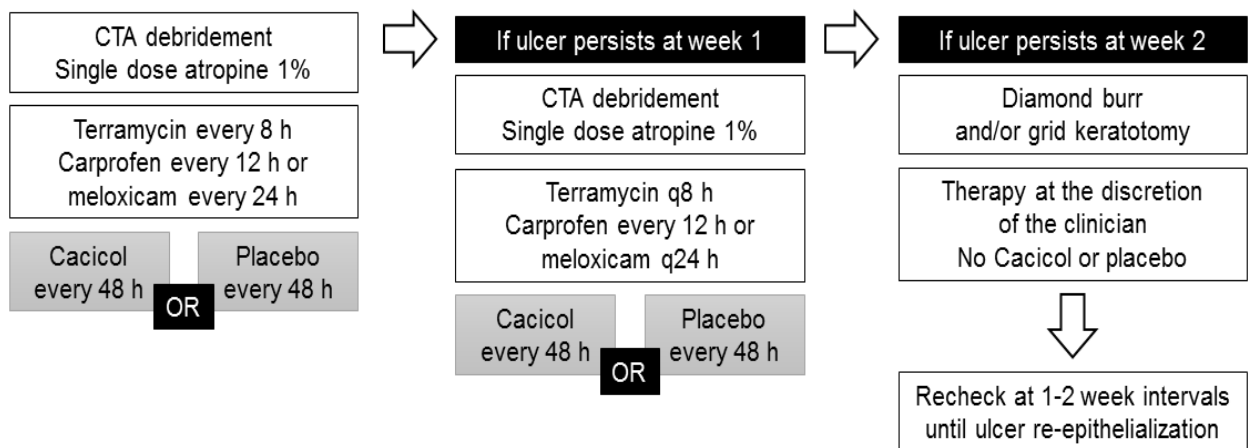 CTA debridement
Single dose atropine 1%
Terramycin every 8 h
Carprofen every 12 h or
meloxicam every 24 h
Cacicol
every 48 h
OR
Placebo
every 48 h
If ulcer persists at week 1
CTA debridement
Single dose atropine 1%
Terramycin q8 h
Carprofen every 12 h or
meloxicam q24 h
Cacicol
every 48 h
OR
Placebo
every 48 h
If ulcer persists at week 2
Diamond burr
and/or grid keratotomy
Therapy at the discretion
of the clinician
No Cacicol or placebo
Recheck at 1-2 week intervals
until ulcer re-epithelialization